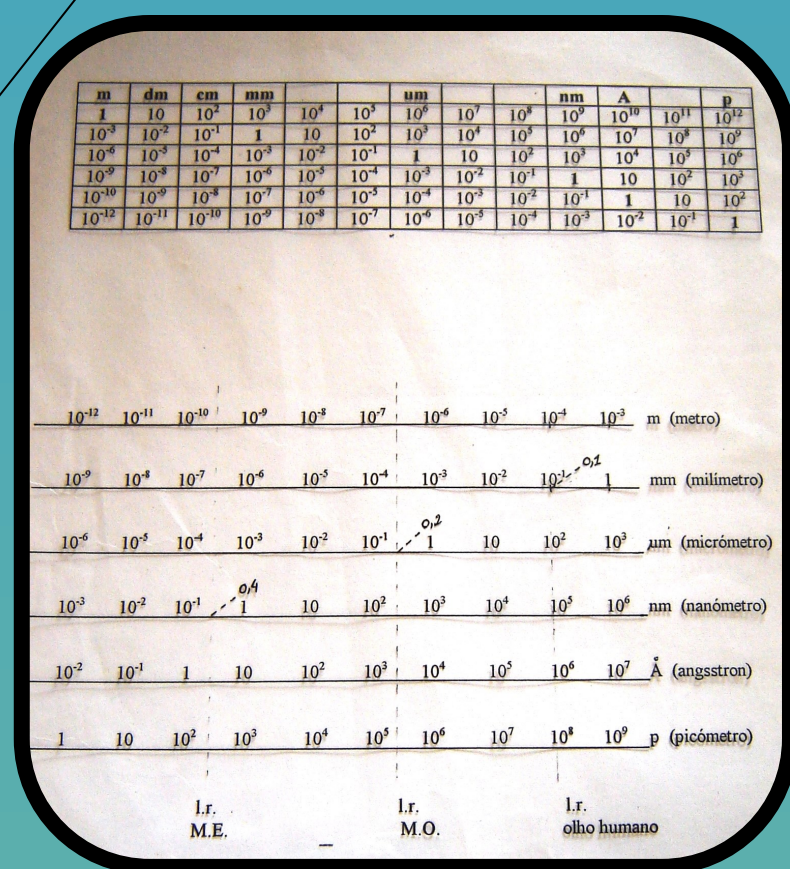 m dm cm mm um nm A p
1 10 10² 10³ 10⁴ 10⁵ 10⁶ 10⁷ 10⁸ 10⁹ 10¹⁰ 10¹¹ 10¹²
10⁻³ 10⁻² 10⁻¹ 1 10 10² 10³ 10⁴ 10⁵ 10⁶ 10⁷ 10⁸ 10⁹
10⁻⁶ 10⁻⁵ 10⁻⁴ 10⁻³ 10⁻² 10⁻¹ 1 10 10² 10³ 10⁴ 10⁵ 10⁶
10⁻⁹ 10⁻⁸ 10⁻⁷ 10⁻⁶ 10⁻⁵ 10⁻⁴ 10⁻³ 10⁻² 10⁻¹ 1 10 10² 10³
10⁻¹⁰ 10⁻⁹ 10⁻⁸ 10⁻⁷ 10⁻⁶ 10⁻⁵ 10⁻⁴ 10⁻³ 10⁻² 10⁻¹ 1 10 10²
10⁻¹² 10⁻¹¹ 10⁻¹⁰ 10⁻⁹ 10⁻⁸ 10⁻⁷ 10⁻⁶ 10⁻⁵ 10⁻⁴ 10⁻³ 10⁻² 10⁻¹ 1
10⁻¹² 10⁻¹¹ 10⁻¹⁰ 10⁻⁹ 10⁻⁸ 10⁻⁷ 10⁻⁶ 10⁻⁵ 10⁻⁴ 10⁻³ m (metro)
0,1
10⁻⁹ 10⁻⁸ 10⁻⁷ 10⁻⁶ 10⁻⁵ 10⁻⁴ 10⁻³ 10⁻² 10⁻¹ 1 mm (milímetro)
0,2
10⁻⁶ 10⁻⁵ 10⁻⁴ 10⁻³ 10⁻² 10⁻¹ 1 10 10² 10³ µm (micrómetro)
0,4
10⁻³ 10⁻² 10⁻¹ 1 10 10² 10³ 10⁴ 10⁵ 10⁶ nm (nanómetro)
10⁻² 10⁻¹ 1 10 10² 10³ 10⁴ 10⁵ 10⁶ 10⁷ Å (angsstron)
1 10 10² 10³ 10⁴ 10⁵ 10⁶ 10⁷ 10⁸ 10⁹ p (picómetro)
l.r. l.r. l.r.
M.E. M.O. olho humano